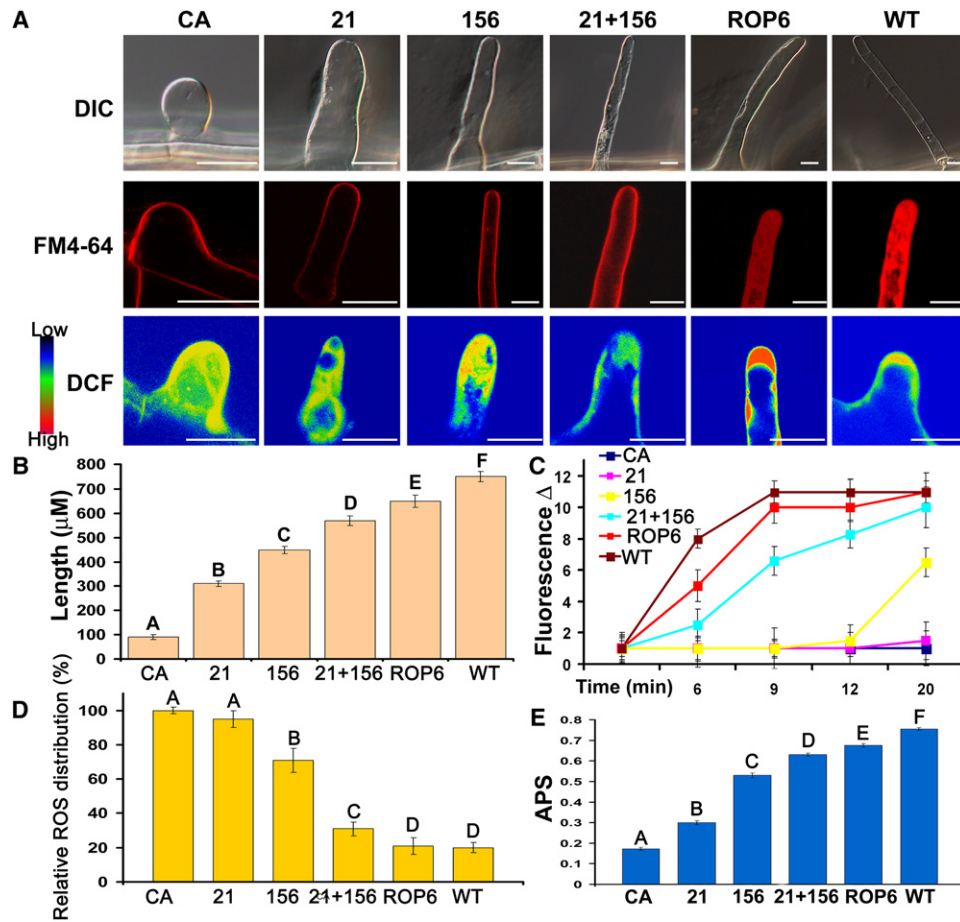 A
CA 21 156 21+156 ROP6 WT
DIC
FM4-64
Low
DCF
High
B
Length (μM)
800
700
600
500
400
300
200
100
0
A B C D E F
CA 21 156 21+156 ROP6 WT
C
Fluorescence Δ
CA
21
156
21+156
ROP6
WT
12
10
8
6
4
2
0
Time (min) 6 9 12 20
D
Relative ROS distribution (%)
100
80
60
40
20
0
A A B C D D
CA 21 156 21+156 ROP6 WT
E
APS
0.8
0.7
0.6
0.5
0.4
0.3
0.2
0.1
0
A B C D E F
CA 21 156 21+156 ROP6 WT